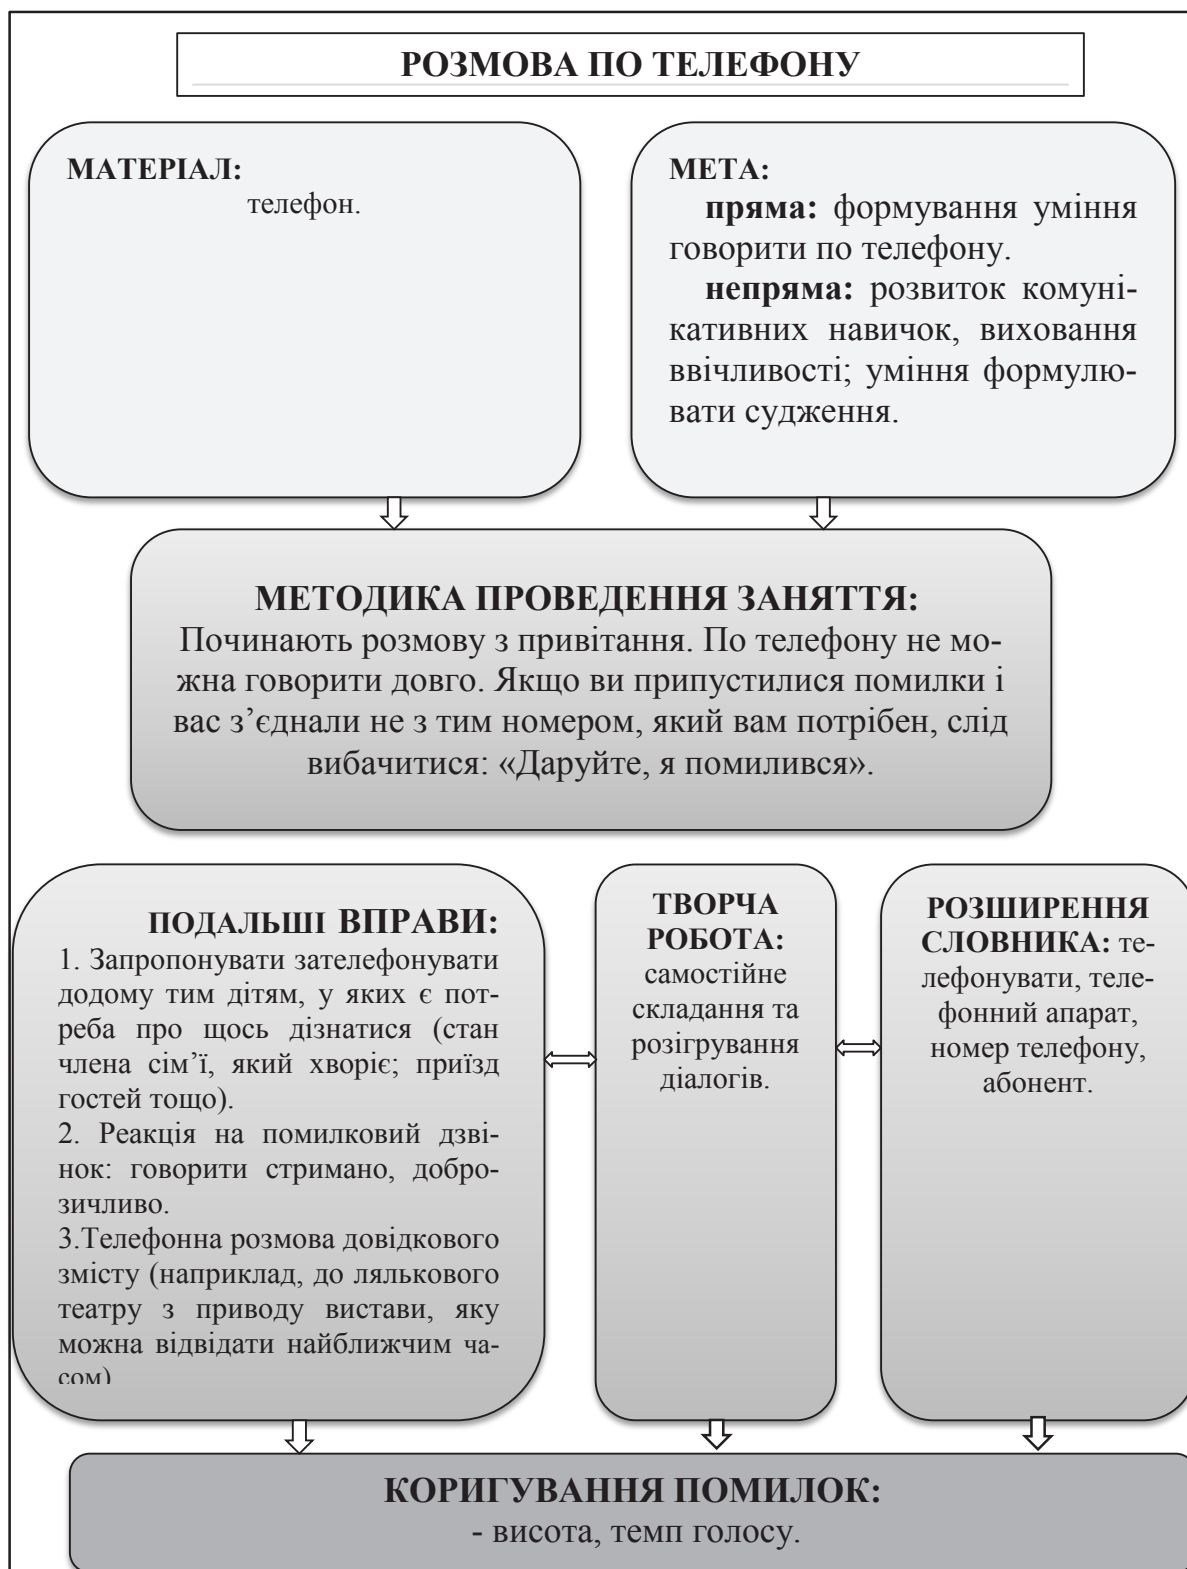 РОЗМОВА ПО ТЕЛЕФОНУ
МАТЕРІАЛ:
телефон.
МЕТА:
пряма: формування уміння
говорити по телефону.
непряма: розвиток комуні-
кативних навичок, виховання
ввічливості; уміння формулю-
вати судження.
МЕТОДИКА ПРОВЕДЕННЯ ЗАНЯТТЯ:
Починають розмову з привітання. По телефону не мо-
жна говорити довго. Якщо ви припустилися помилки і
вас з’єднали не з тим номером, який вам потрібен, слід
вибачитися: «Даруйте, я помилився».
ПОДАЛЬШІ ВПРАВИ:
1. Запропонувати зателефонувати
додому тим дітям, у яких є пот-
реба про щось дізнатися (стан
члена сім’ї, який хворіє; приїзд
гостей тощо).
2. Реакція на помилковий дзві-
нок: говорити стримано, добро-
зичливо.
3.Телефонна розмова довідкового
змісту (наприклад, до лялькового
театру з приводу вистави, яку
можна відвідати найближчим ча-
сом)
ТВОРЧА
РОБОТА:
самостійне
складання та
розігрування
діалогів.
РОЗШИРЕННЯ
СЛОВНИКА: те-
лефонувати, теле-
фонний апарат,
номер телефону,
абонент.
КОРИГУВАННЯ ПОМИЛОК:
- висота, темп голосу.